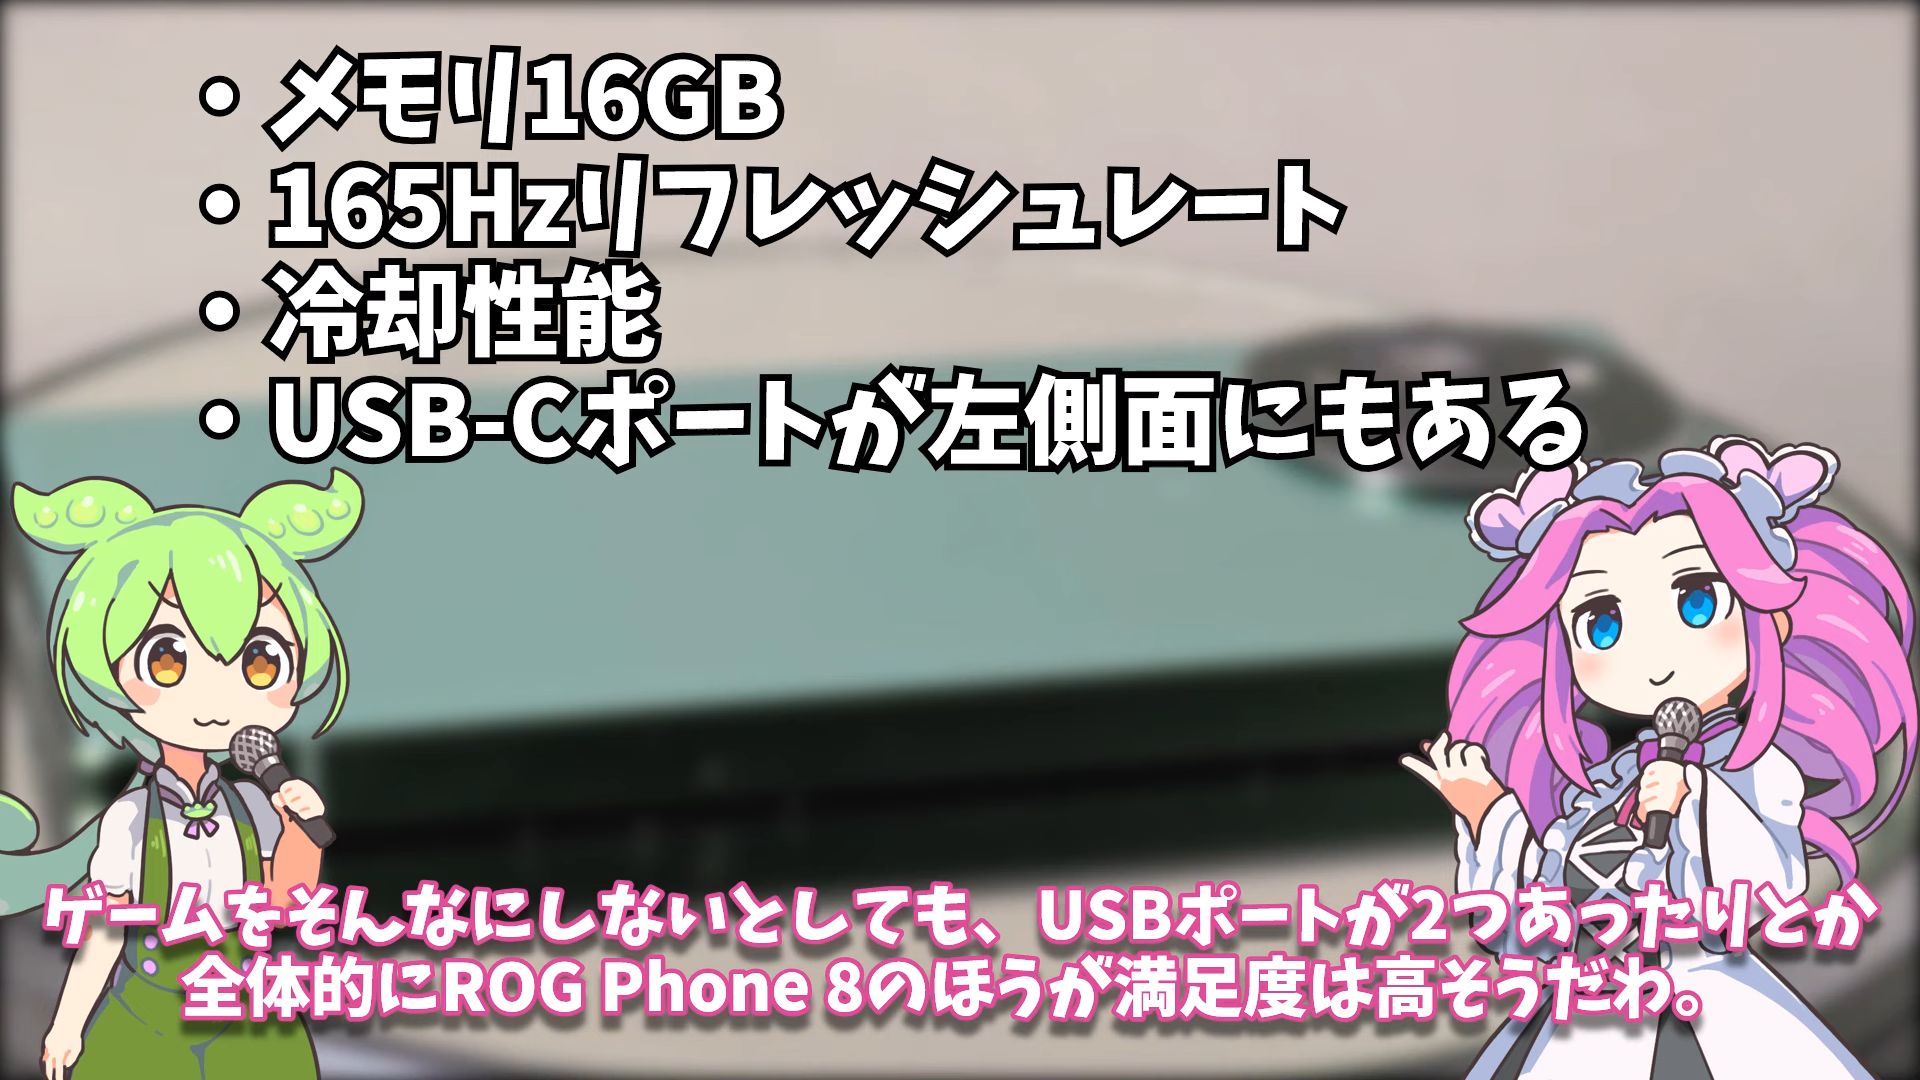 ・メモリ16GB
・165Hzリフレッシュレート
・冷却性能
・USB-Cポートが左側面にもある
ゲームをそんなにしないとしても、USBポートが2つあったりとか
全体的にROG Phone 8のほうが満足度は高そうだわ。